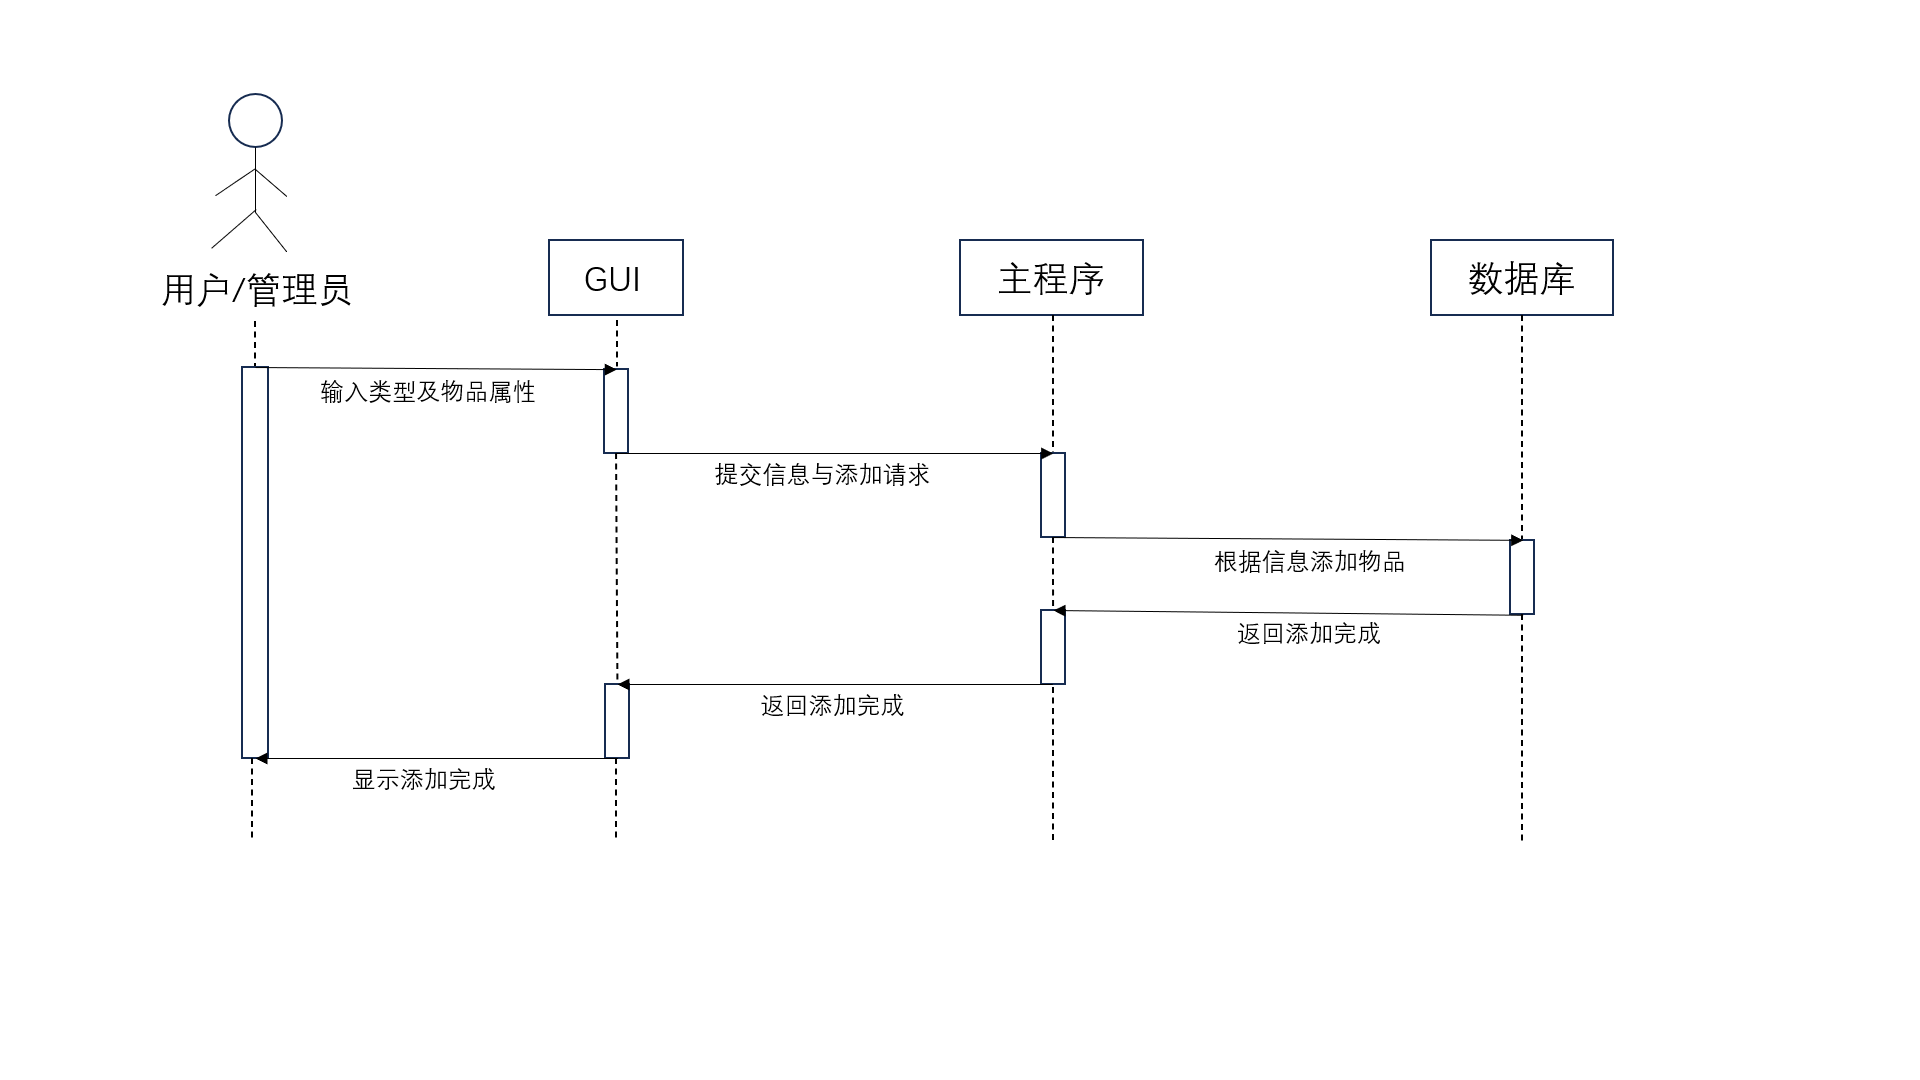 用户/管理员
GUI
主程序
数据库
输入类型及物品属性
提交信息与添加请求
根据信息添加物品
返回添加完成
返回添加完成
显示添加完成